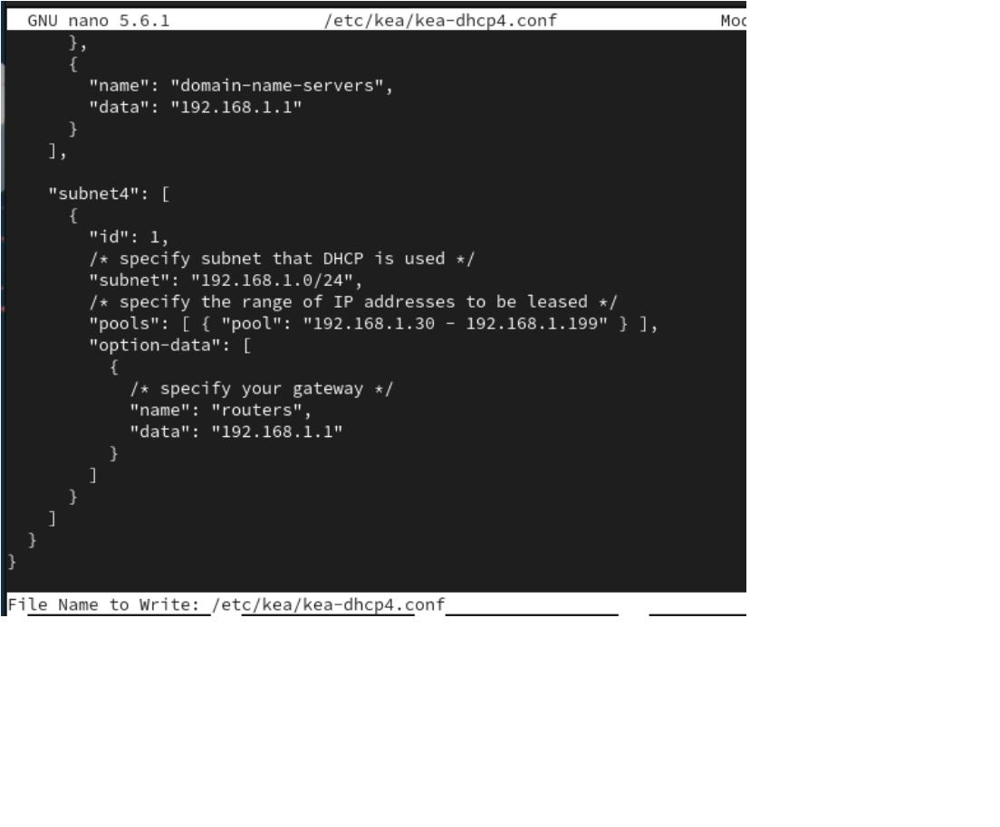 GNU nano 5.6.1 /etc/kea/kea-dhcp4.conf
},
{
"name": "domain-name-servers",
"data": "192.168.1.1"
}
],
"subnet4": [
{
"id": 1,
/* specify subnet that DHCP is used */
"subnet": "192.168.1.0/24",
/* specify the range of IP addresses to be leased */
"pools": [ { "pool": "192.168.1.30 - 192.168.1.199" } ],
"option-data": [
{
/* specify your gateway */
"name": "routers",
"data": "192.168.1.1"
}
]
}
]
}
}
File Name to Write: /etc/kea/kea-dhcp4.conf